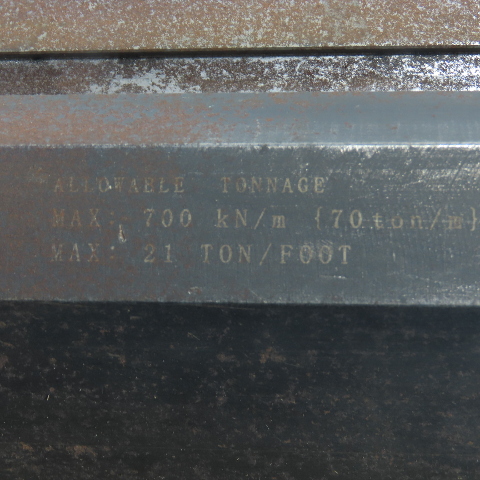 ALLOWABLE TONNAGE
MAX: 700 kN/m {70ton/m}
MAX: 21 TON/FOOT